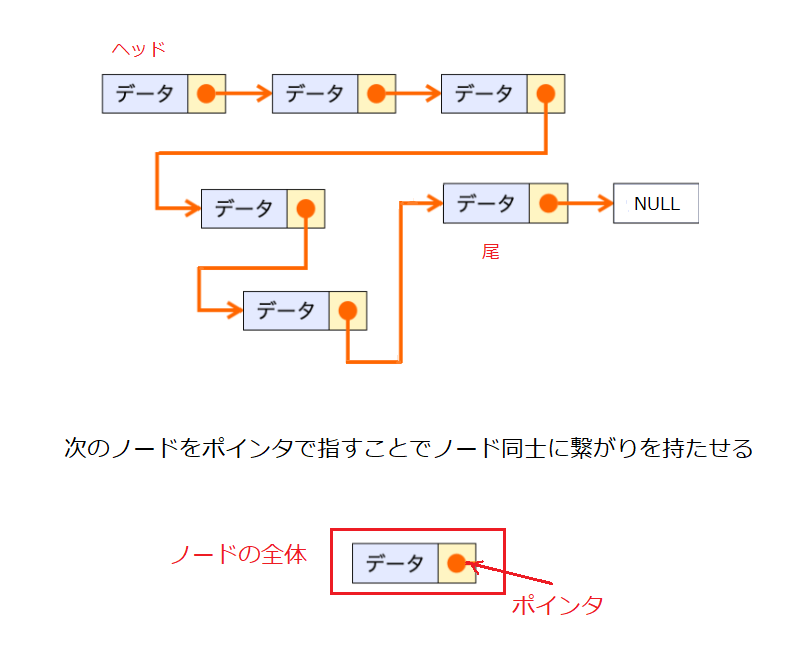 ヘッド
データ
データ
データ
データ
データ
NULL
尾
データ
次のノードをポインタで指すことでノード同士に繋がりを持たせる
ノードの全体
データ
ポインタ